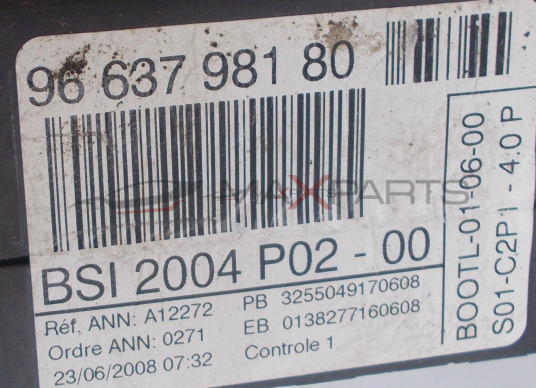 96 637 981 80
MAXPARTS
BSI 2004 P02 - 00
Réf. ANN: A12272
Ordre ANN: 0271
23/06/2008 07:32
PB 3255049170608
EB 0138277160608
Controle 1
BOOTL-01-06-00
S01-C2P1 - 4.0 P